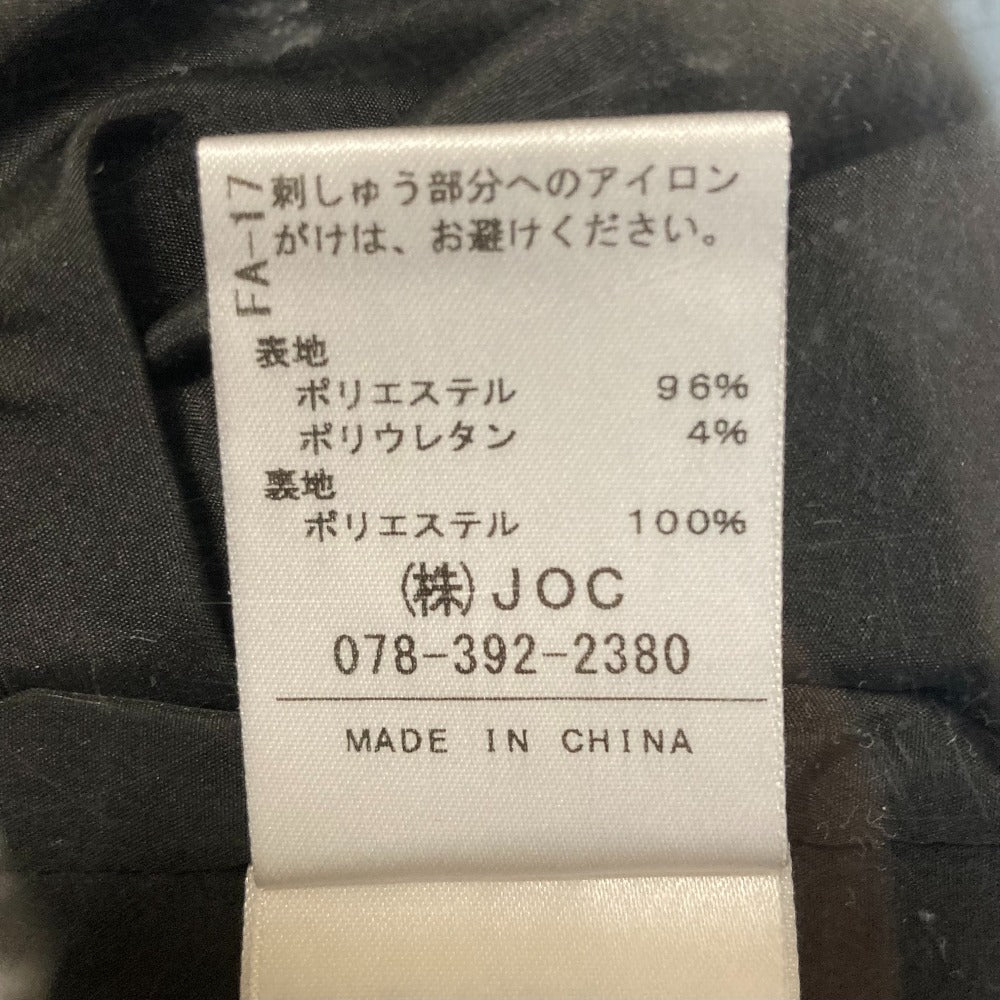 FA-17
刺しゅう部分へのアイロン
がけは、お避けください。
表地
ポリエステル 96%
ポリウレタン 4%
裏地
ポリエステル 100%
(株)JOC
078-392-2380
MADE IN CHINA